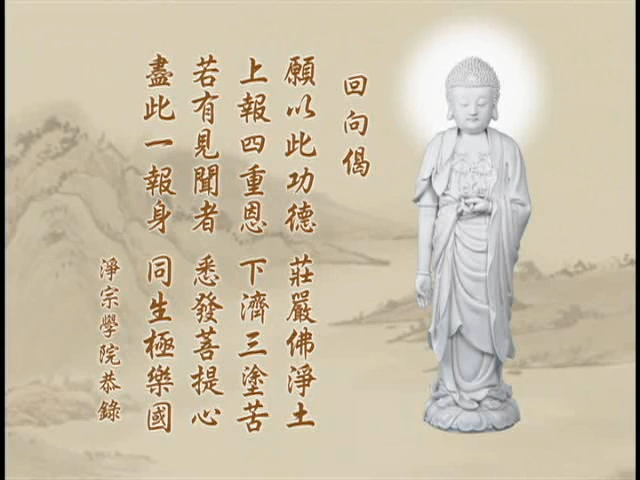 回向偈
願以此功德 莊嚴佛淨土
上報四重恩 下濟三塗苦
若有見聞者 悉發菩提心
盡此一報身 同生極樂國
淨宗學院恭錄